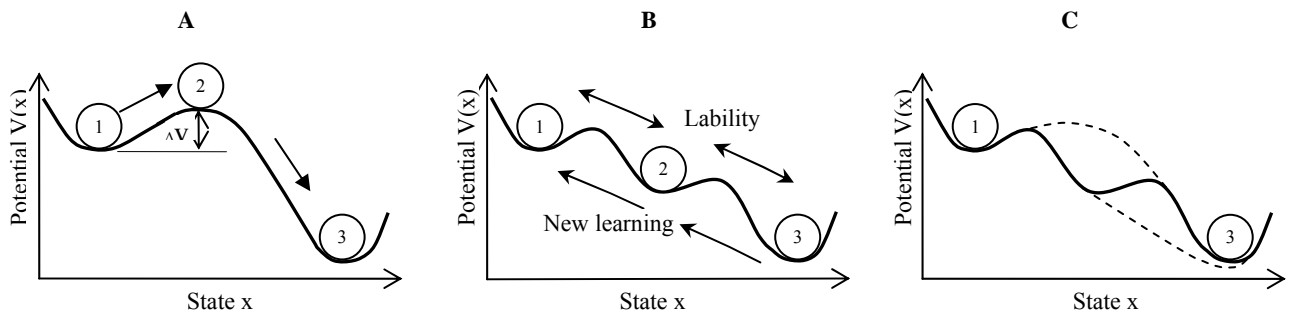 A
Potential V(x)
1
2
ΔV
3
State x
B
Potential V(x)
1
Lability
2
New learning
3
State x
C
Potential V(x)
1
3
State x